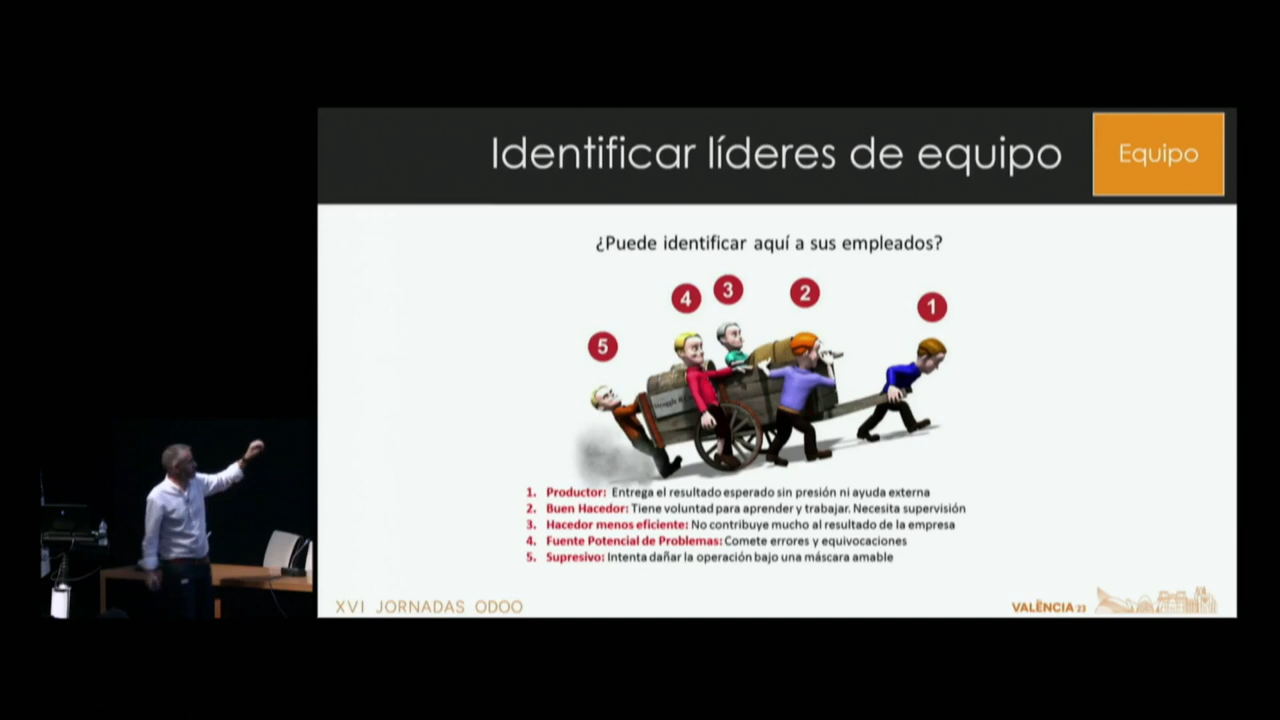 Identificar líderes de equipo
Equipo
¿Puede identificar aquí a sus empleados?
4
3
2
1
5
1. Productor: Entrega el resultado esperado sin presión ni ayuda externa
2. Buen Hacedor: Tiene voluntad para aprender y trabajar. Necesita supervisión
3. Hacedor menos eficiente: No contribuye mucho al resultado de la empresa
4. Fuente Potencial de Problemas: Comete errores y equivocaciones
5. Supresivo: Intenta dañar la operación bajo una máscara amable
XVI JORNADAS ODOO
VALÈNCIA 23